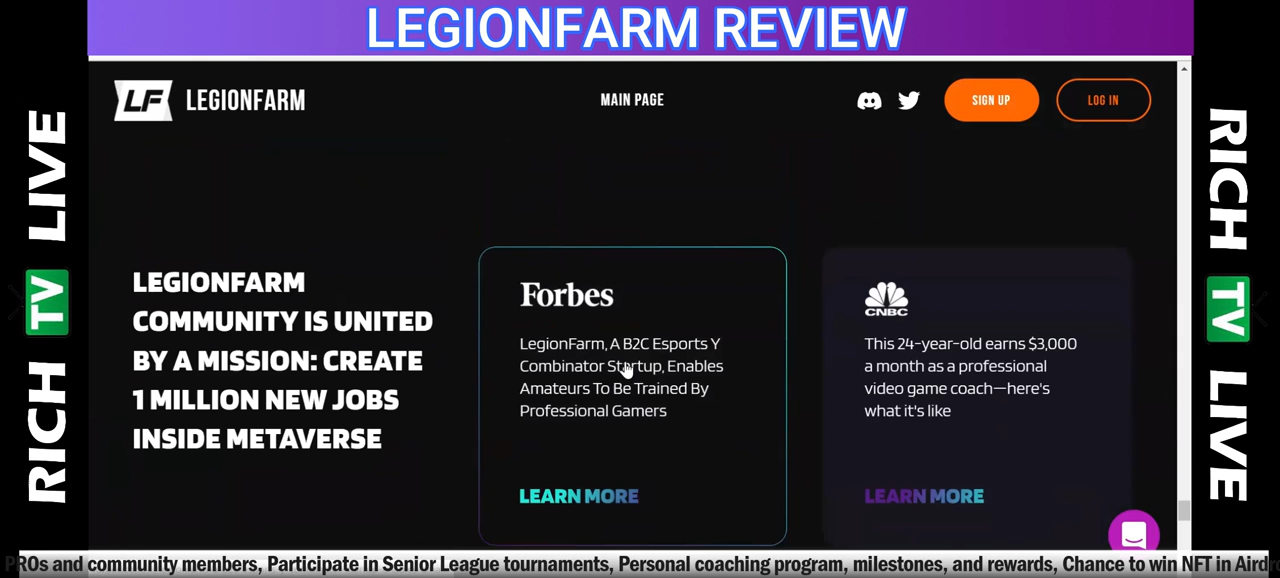 LEGIONFARM REVIEW
LF LEGIONFARM
MAIN PAGE
SIGN UP
LOG IN
RICH TV LIVE
RICH TV LIVE
LEGIONFARM
COMMUNITY IS UNITED
BY A MISSION: CREATE
1 MILLION NEW JOBS
INSIDE METAVERSE
Forbes
LegionFarm, A B2C Esports Y
Combinator Startup, Enables
Amateurs To Be Trained By
Professional Gamers
LEARN MORE
CNBC
This 24-year-old earns $3,000
a month as a professional
video game coach—here's
what it's like
LEARN MORE
PROs and community members, Participate in Senior League tournaments, Personal coaching program, milestones, and rewards, Chance to win NFT in Airdr